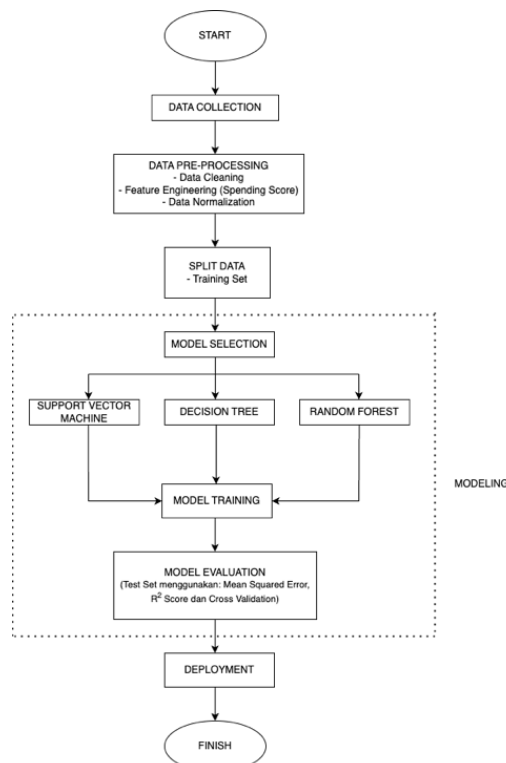 START
DATA COLLECTION
DATA PRE-PROCESSING
- Data Cleaning
- Feature Engineering (Spending Score)
- Data Normalization
SPLIT DATA
- Training Set
MODEL SELECTION
SUPPORT VECTOR
MACHINE
DECISION TREE
RANDOM FOREST
MODEL TRAINING
MODELING
MODEL EVALUATION
(Test Set menggunakan: Mean Squared Error,
R² Score dan Cross Validation)
DEPLOYMENT
FINISH